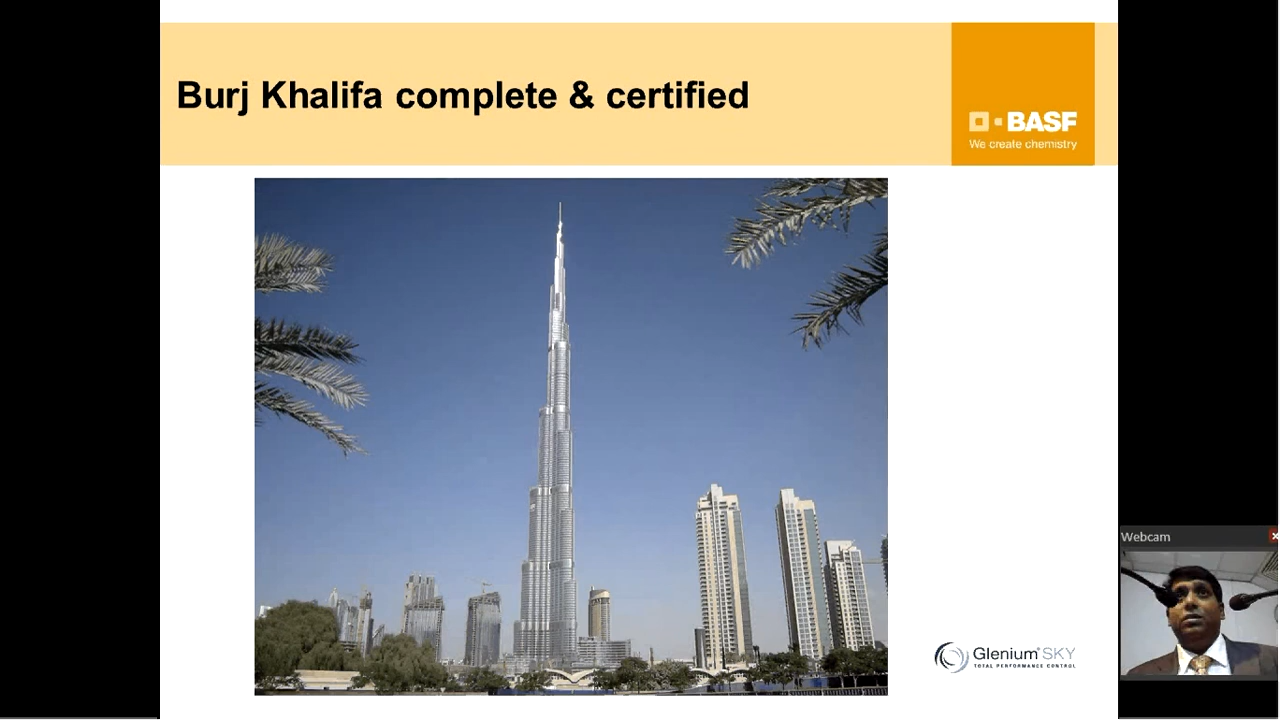 Burj Khalifa complete & certified
BASF
We create chemistry
Webcam
Glenium® SKY
TOTAL PERFORMANCE CONTROL